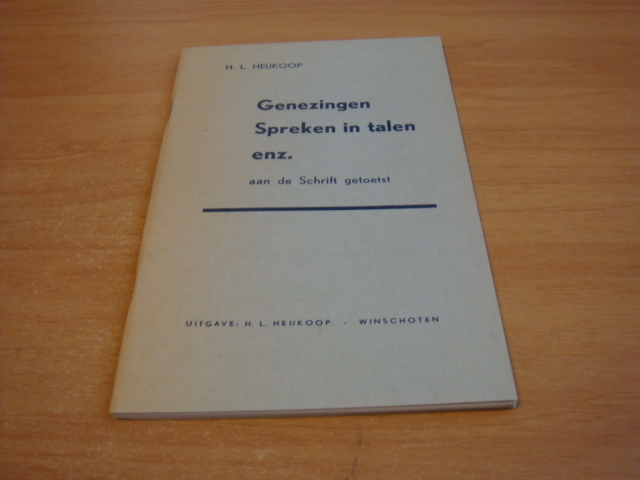 H. L. HEIJKOOP
Genezingen
Spreken in talen
enz.
aan de Schrift getoetst
UITGAVE: H. L. HEIJKOOP - WINSCHOTEN